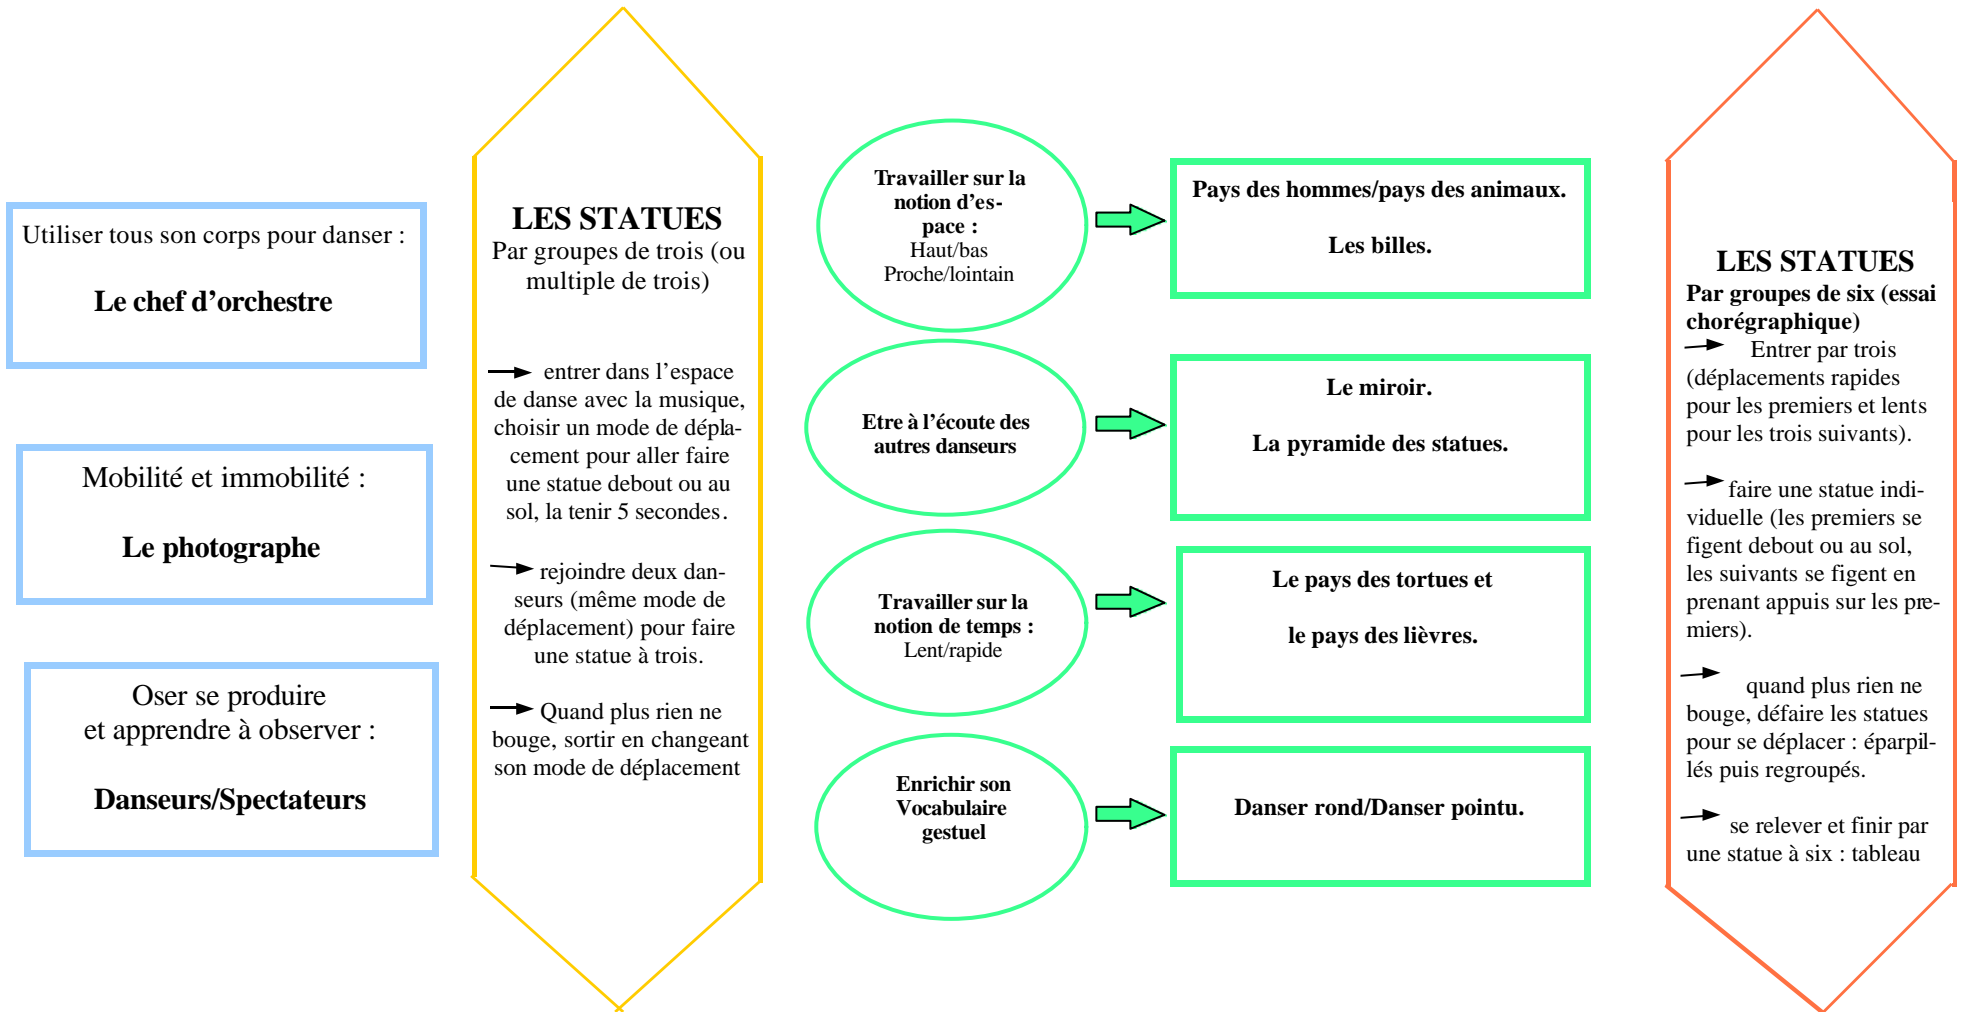 Utiliser tous son corps pour danser :
Le chef d’orchestre
Mobilité et immobilité :
Le photographe
Oser se produire
et apprendre à observer :
Danseurs/Spectateurs
LES STATUES
Par groupes de trois (ou
multiple de trois)
entrer dans l’espace
de danse avec la musique,
choisir un mode de dépla-
cement pour aller faire
une statue debout ou au
sol, la tenir 5 secondes.
rejoindre deux dan-
seurs (même mode de
déplacement) pour faire
une statue à trois.
Quand plus rien ne
bouge, sortir en changeant
son mode de déplacement
Travailler sur la
notion d’es-
pace :
Haut/bas
Proche/lointain
Pays des hommes/pays des animaux.
Les billes.
Etre à l’écoute des
autres danseurs
Le miroir.
La pyramide des statues.
Travailler sur la
notion de temps :
Lent/rapide
Le pays des tortues et
le pays des lièvres.
Enrichir son
Vocabulaire
gestuel
Danser rond/Danser pointu.
LES STATUES
Par groupes de six (essai
chorégraphique)
Entrer par trois
(déplacements rapides
pour les premiers et lents
pour les trois suivants).
faire une statue indi-
viduelle (les premiers se
figent debout ou au sol,
les suivants se figent en
prenant appuis sur les pre-
miers).
quand plus rien ne
bouge, défaire les statues
pour se déplacer : éparpil-
lés puis regroupés.
se relever et finir par
une statue à six : tableau